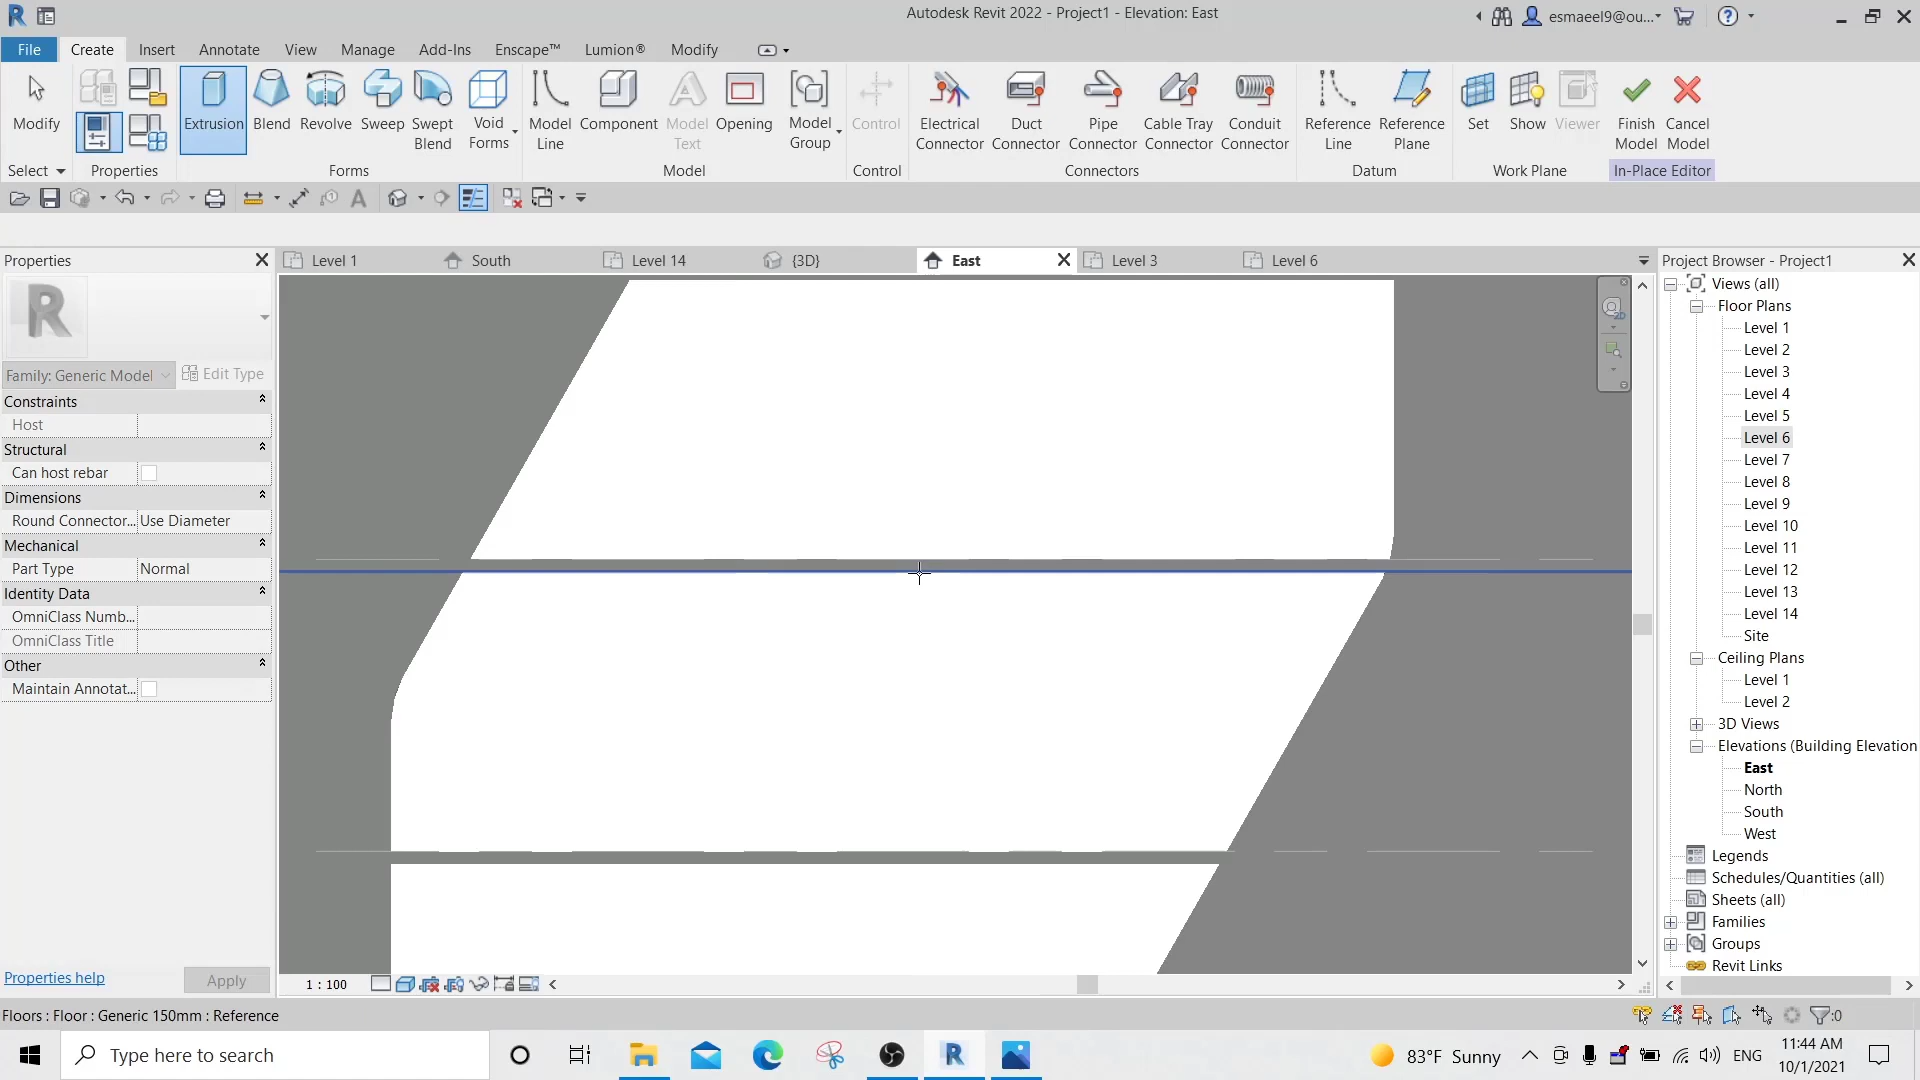 Autodesk Revit 2022 - Project1 - Elevation: East
esmaeel9@ou...
File Create Insert Annotate View Manage Add-Ins Enscape™ Lumion® Modify
Modify Extrusion Blend Revolve Sweep Swept Blend Void Forms Model Line Component Model Text Opening Model Group Control Electrical Connector Duct Connector Pipe Connector Cable Tray Connector Conduit Connector Reference Line Reference Plane Set Show Viewer Finish Model Cancel Model
Select Properties Forms Model Control Connectors Datum Work Plane In-Place Editor
Properties
Level 1 South Level 14 {3D} East Level 3 Level 6
Project Browser - Project1
Family: Generic Model Edit Type
Constraints
Host
Structural
Can host rebar
Dimensions
Round Connector... Use Diameter
Mechanical
Part Type Normal
Identity Data
OmniClass Numb...
OmniClass Title
Other
Maintain Annotat...
Properties help Apply
Views (all)
Floor Plans
Level 1
Level 2
Level 3
Level 4
Level 5
Level 6
Level 7
Level 8
Level 9
Level 10
Level 11
Level 12
Level 13
Level 14
Site
Ceiling Plans
Level 1
Level 2
3D Views
Elevations (Building Elevation
East
North
South
West
Legends
Schedules/Quantities (all)
Sheets (all)
Families
Groups
Revit Links
1 : 100
Floors : Floor : Generic 150mm : Reference
:0
Type here to search
83°F Sunny
ENG
11:44 AM
10/1/2021